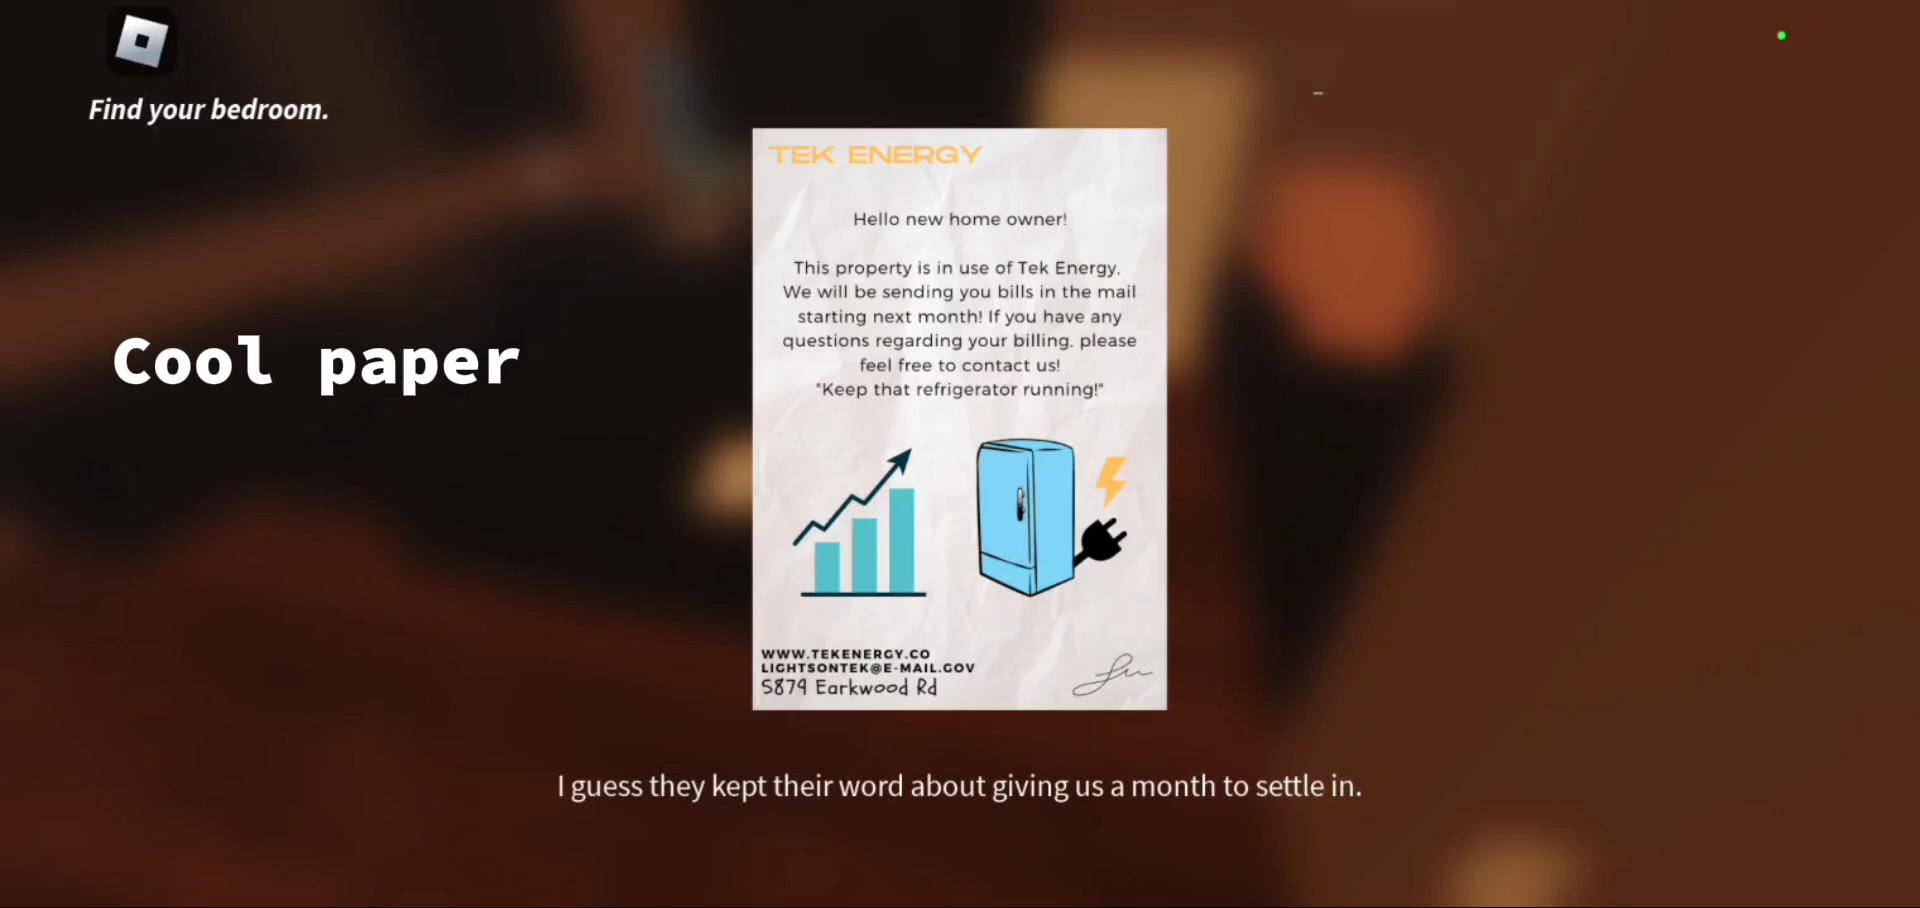 Find your bedroom.
TEK ENERGY
Hello new home owner!
This property is in use of Tek Energy.
We will be sending you bills in the mail
starting next month! If you have any
questions regarding your billing, please
feel free to contact us!
"Keep that refrigerator running!"
Cool paper
WWW.TEKENERGY.CO
LIGHTSONTEK@E-MAIL.GOV
5879 Earkwood Rd
I guess they kept their word about giving us a month to settle in.